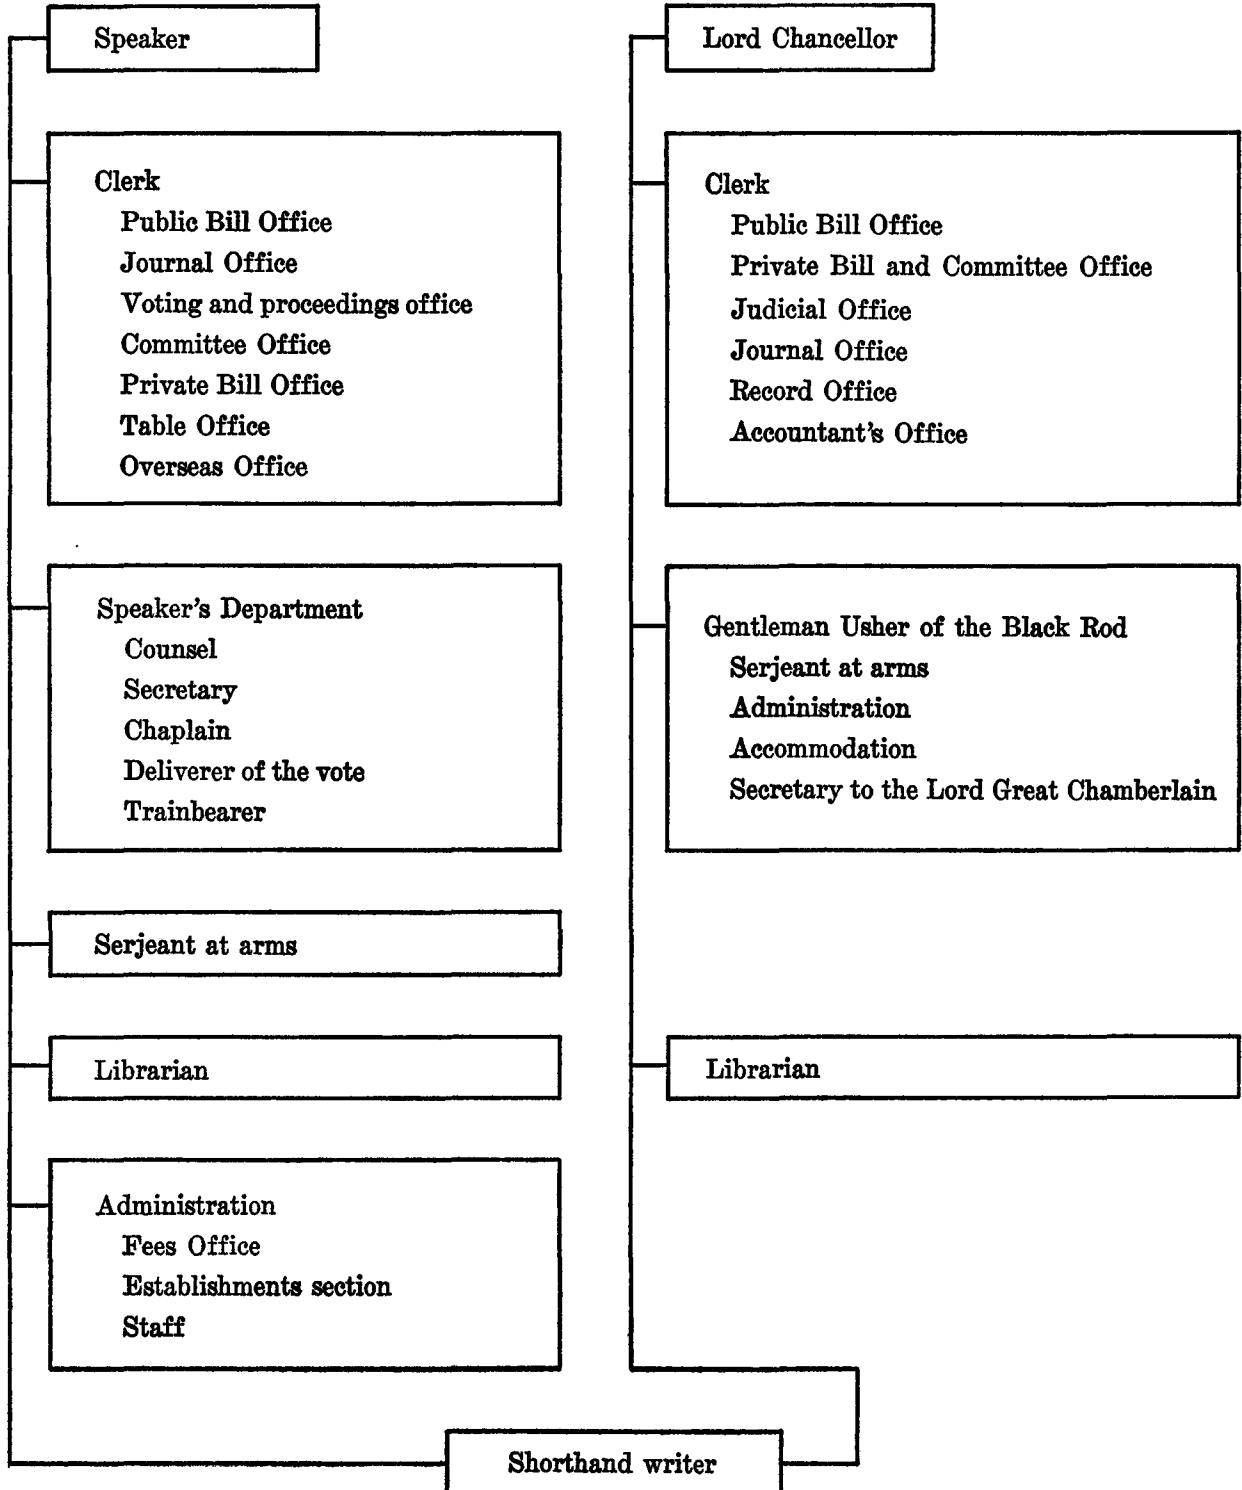 Speaker
Clerk
Public Bill Office
Journal Office
Voting and proceedings office
Committee Office
Private Bill Office
Table Office
Overseas Office
Speaker's Department
Counsel
Secretary
Chaplain
Deliverer of the vote
Trainbearer
Serjeant at arms
Librarian
Administration
Fees Office
Establishments section
Staff
Lord Chancellor
Clerk
Public Bill Office
Private Bill and Committee Office
Judicial Office
Journal Office
Record Office
Accountant's Office
Gentleman Usher of the Black Rod
Serjeant at arms
Administration
Accommodation
Secretary to the Lord Great Chamberlain
Librarian
Shorthand writer